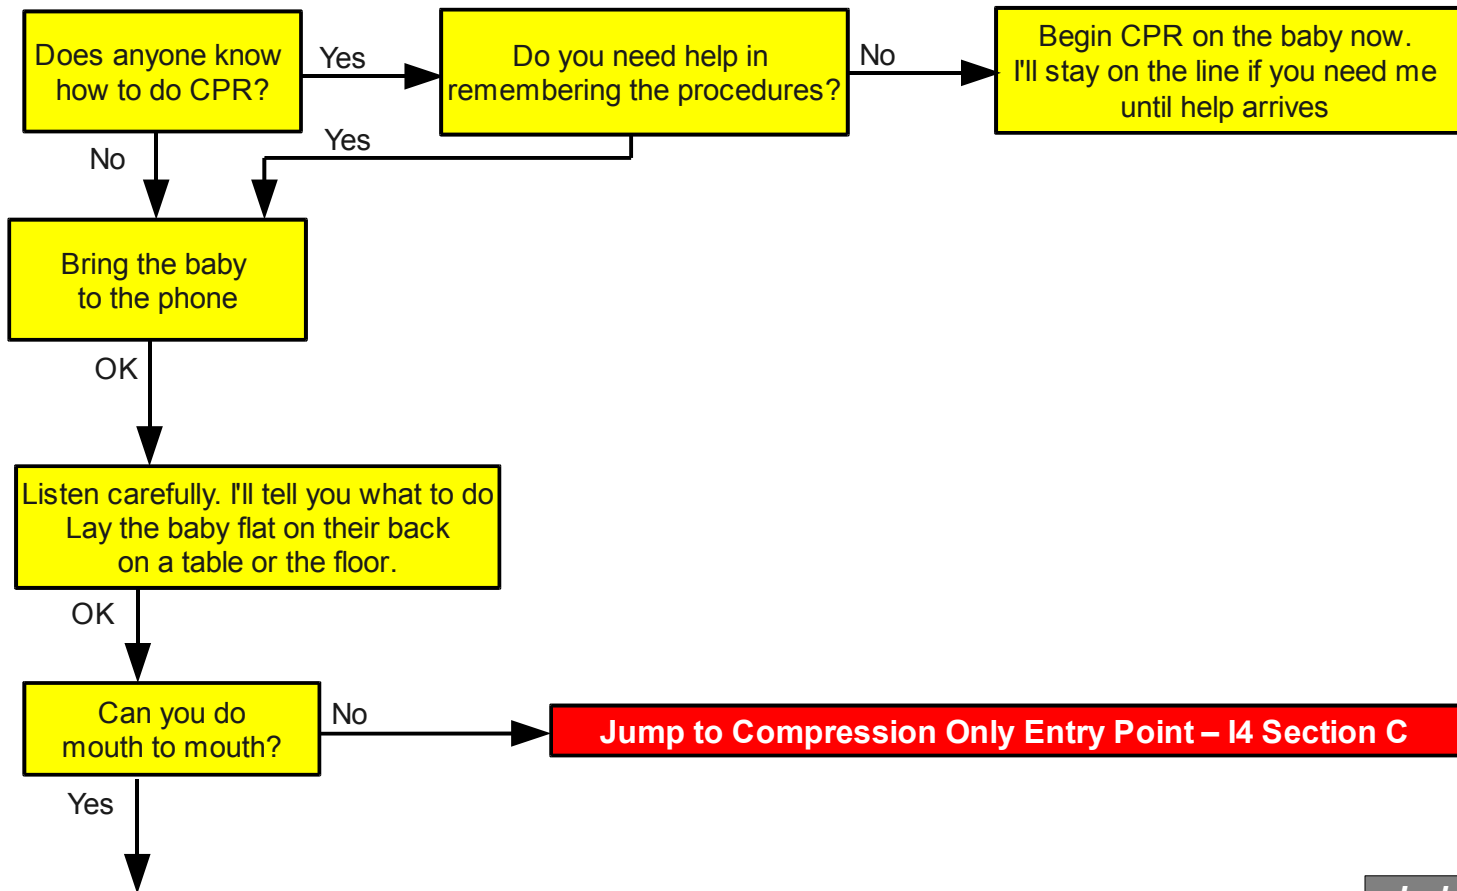 Does anyone know
how to do CPR?
Yes
Do you need help in
remembering the procedures?
No
Begin CPR on the baby now.
I'll stay on the line if you need me
until help arrives
No
Yes
Bring the baby
to the phone
OK
Listen carefully. I'll tell you what to do
Lay the baby flat on their back
on a table or the floor.
OK
Can you do
mouth to mouth?
No
Jump to Compression Only Entry Point – I4 Section C
Yes